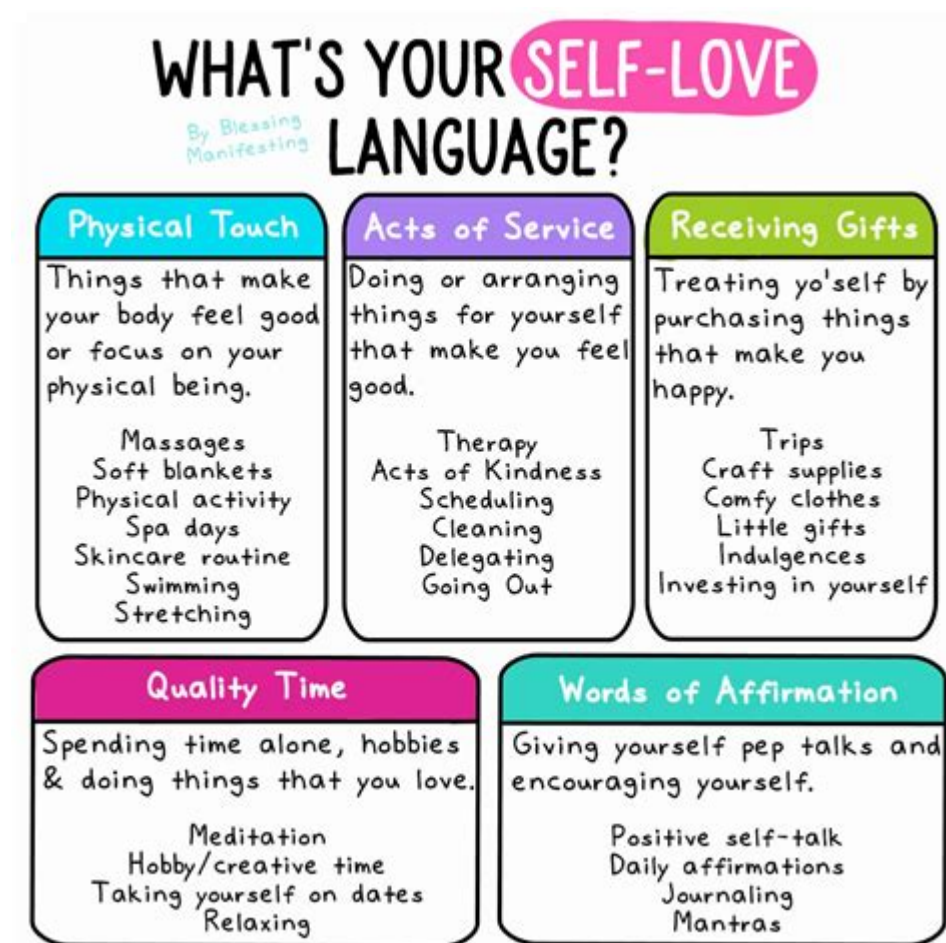 WHAT'S YOUR SELF-LOVE
By Blessing
Manifesting
LANGUAGE?
Physical Touch
Things that make
your body feel good
or focus on your
physical being.
Massages
Soft blankets
Physical activity
Spa days
Skincare routine
Swimming
Stretching
Acts of Service
Doing or arranging
things for yourself
that make you feel
good.
Therapy
Acts of Kindness
Scheduling
Cleaning
Delegating
Going Out
Receiving Gifts
Treating yo'self by
purchasing things
that make you
happy.
Trips
Craft supplies
Comfy clothes
Little gifts
Indulgences
Investing in yourself
Quality Time
Spending time alone, hobbies
& doing things that you love.
Meditation
Hobby/creative time
Taking yourself on dates
Relaxing
Words of Affirmation
Giving yourself pep talks and
encouraging yourself.
Positive self-talk
Daily affirmations
Journaling
Mantras